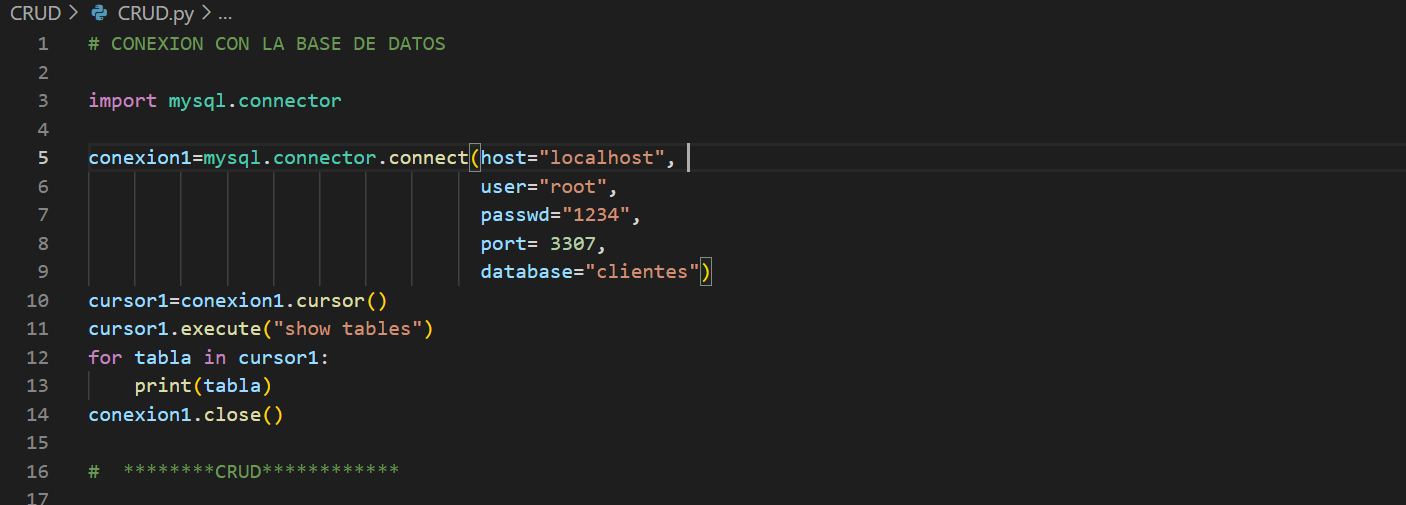 CRUD > CRUD.py > ...
1 # CONEXION CON LA BASE DE DATOS
2
3 import mysql.connector
4
5 conexion1=mysql.connector.connect(host="localhost",
6 user="root",
7 passwd="1234",
8 port= 3307,
9 database="clientes")
10 cursor1=conexion1.cursor()
11 cursor1.execute("show tables")
12 for tabla in cursor1:
13 print(tabla)
14 conexion1.close()
15
16 # ********CRUD************
17